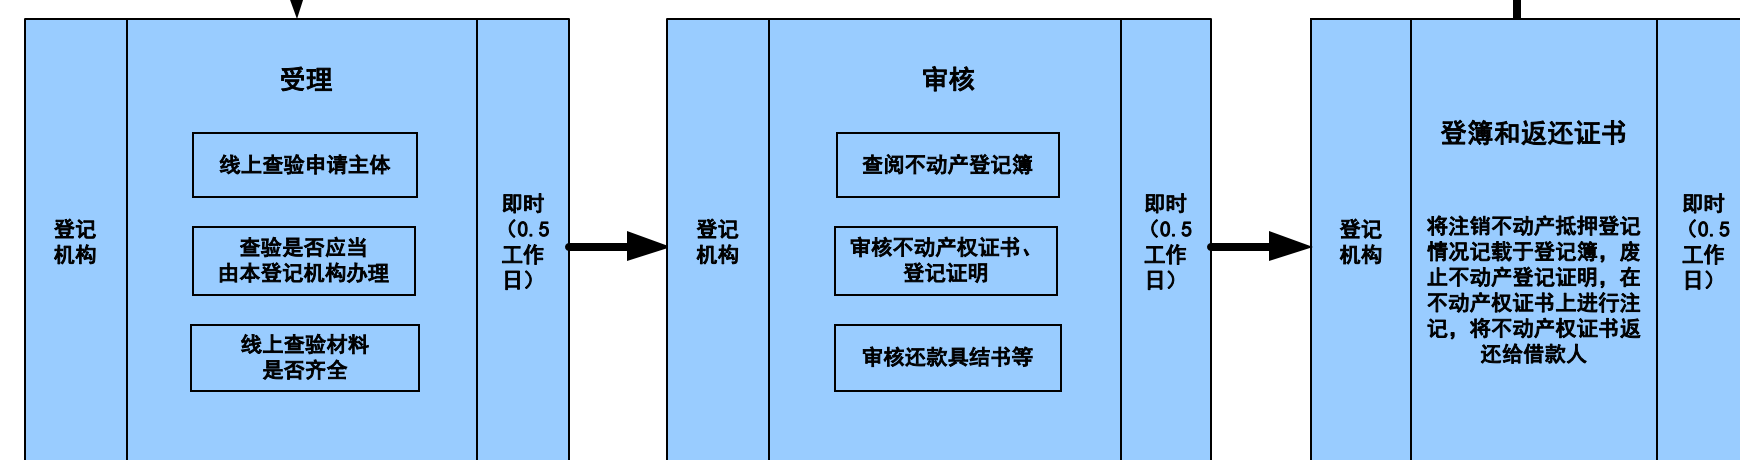 登记
机构
受理
线上查验申请主体
查验是否应当
由本登记机构办理
线上查验材料
是否齐全
即时
（0.5
工作
日）
登记
机构
审核
查阅不动产登记簿
审核不动产权证书、
登记证明
审核还款具结书等
即时
（0.5
工作
日）
登记
机构
登簿和返还证书
将注销不动产抵押登记
情况记载于登记簿，废
止不动产登记证明，在
不动产权证书上进行注
记，将不动产权证书返
还给借款人
即时
（0.5
工作
日）